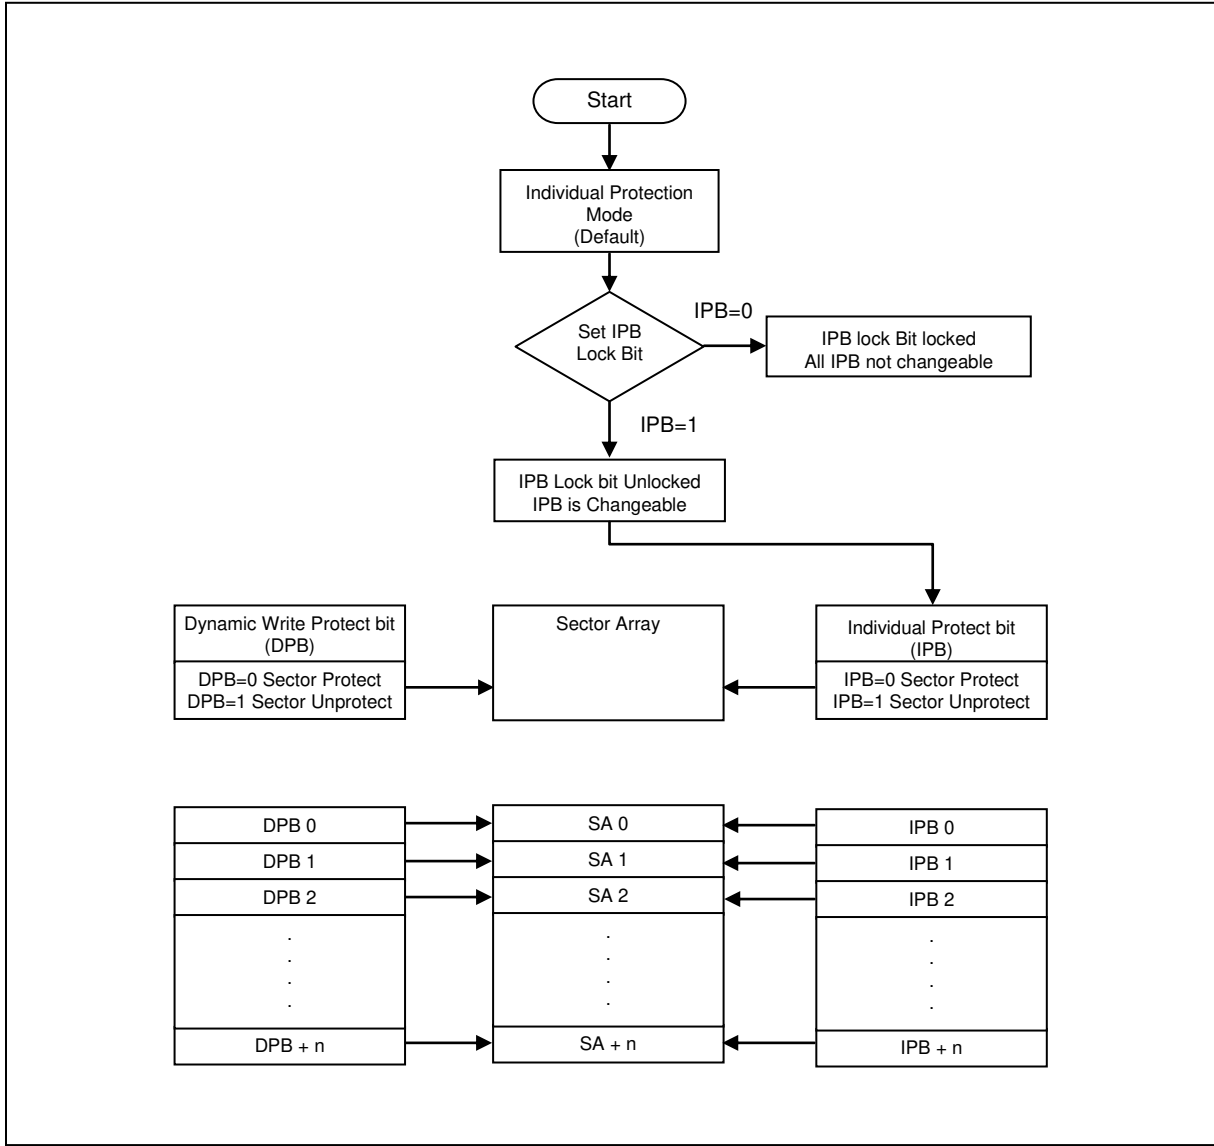 Start
Individual Protection
Mode
(Default)
Set IPB
Lock Bit
IPB=0
IPB lock Bit locked
All IPB not changeable
IPB=1
IPB Lock bit Unlocked
IPB is Changeable
Dynamic Write Protect bit
(DPB)
DPB=0 Sector Protect
DPB=1 Sector Unprotect
Sector Array
Individual Protect bit
(IPB)
IPB=0 Sector Protect
IPB=1 Sector Unprotect
DPB 0
SA 0
IPB 0
DPB 1
SA 1
IPB 1
DPB 2
SA 2
IPB 2
. . .
. . .
. . .
. . .
DPB + n
SA + n
IPB + n